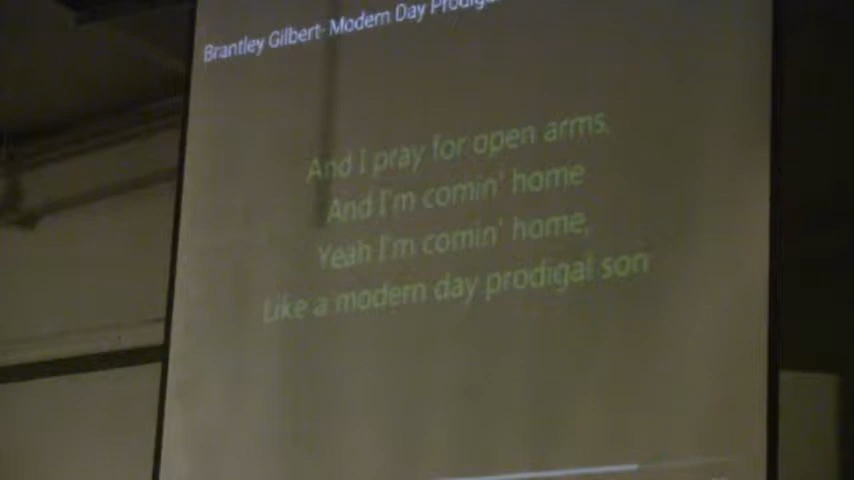 Brantley Gilbert- Modern Day Prodiga
And I pray for open arms,
And I'm comin' home
Yeah I'm comin' home,
Like a modern day prodigal son